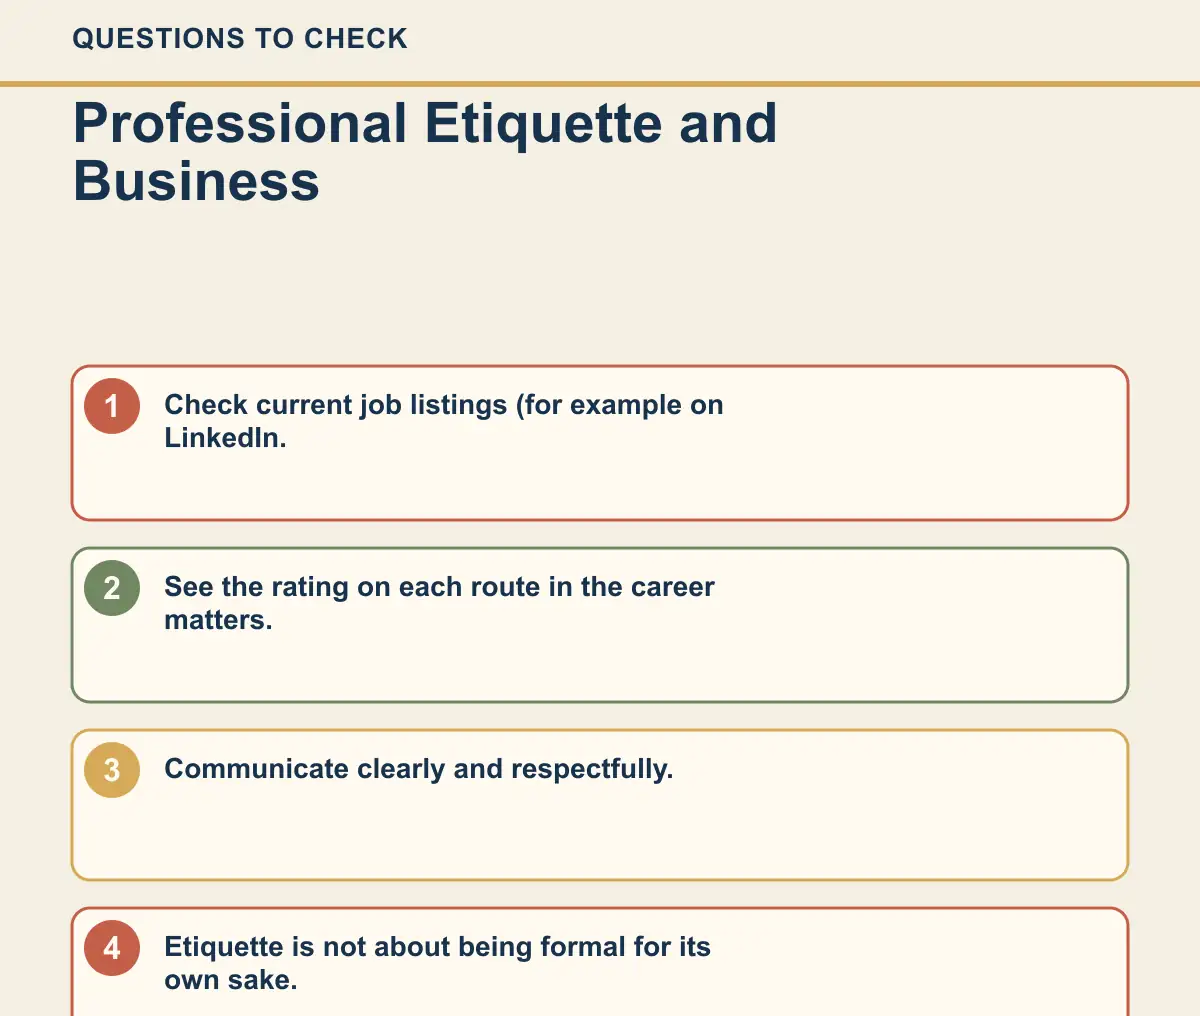 QUESTIONS TO CHECK
Professional Etiquette and
Business
1
Check current job listings (for example on
LinkedIn.
2
See the rating on each route in the career
matters.
3
Communicate clearly and respectfully.
4
Etiquette is not about being formal for its
own sake.